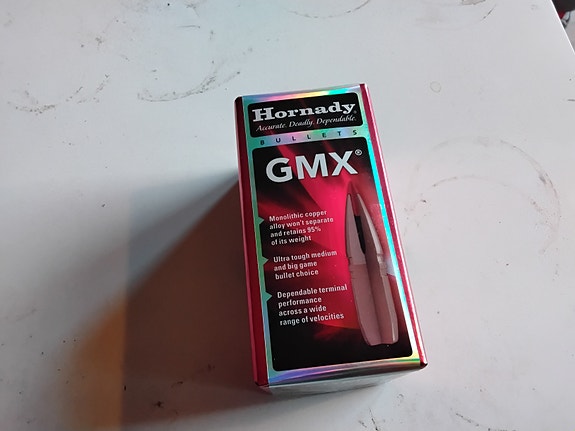 Hornady®
Accurate. Deadly. Dependable.
BULLETS
GMX®
Monolithic copper
alloy won't separate
and retains 95%
of its weight
Ultra tough medium
and big game
bullet choice
Dependable terminal
performance
across a wide
range of velocities